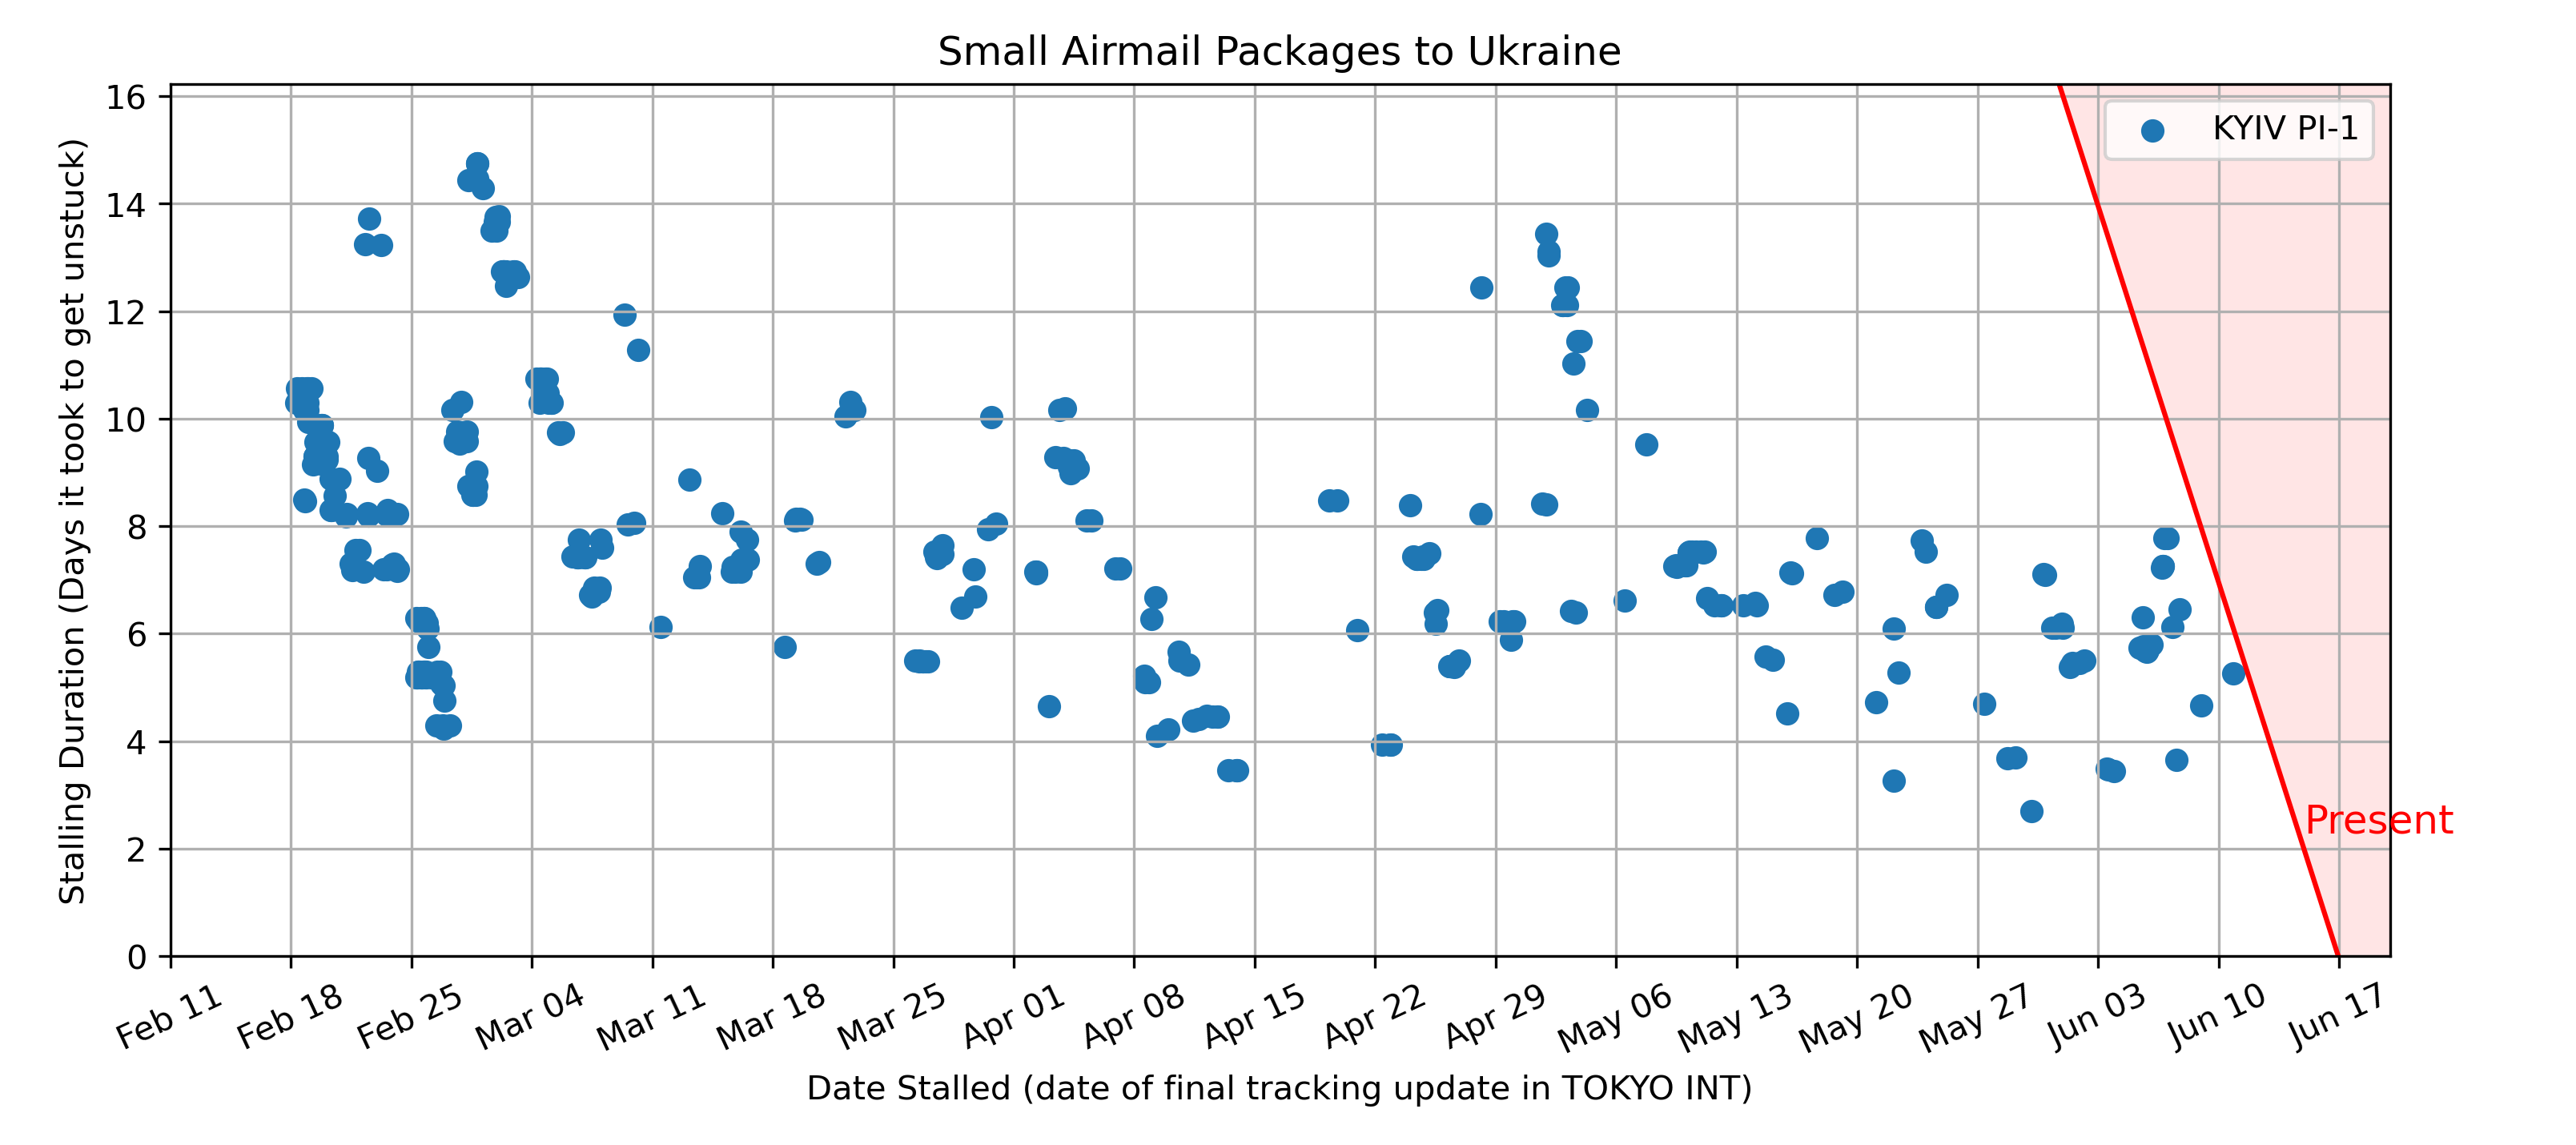 Small Airmail Packages to Ukraine
KYIV PI-1
16
14
12
10
8
6
4
2
0
Stalling Duration (Days it took to get unstuck)
Present
Feb 11
Feb 18
Feb 25
Mar 04
Mar 11
Mar 18
Mar 25
Apr 01
Apr 08
Apr 15
Apr 22
Apr 29
May 06
May 13
May 20
May 27
Jun 03
Jun 10
Jun 17
Date Stalled (date of final tracking update in TOKYO INT)